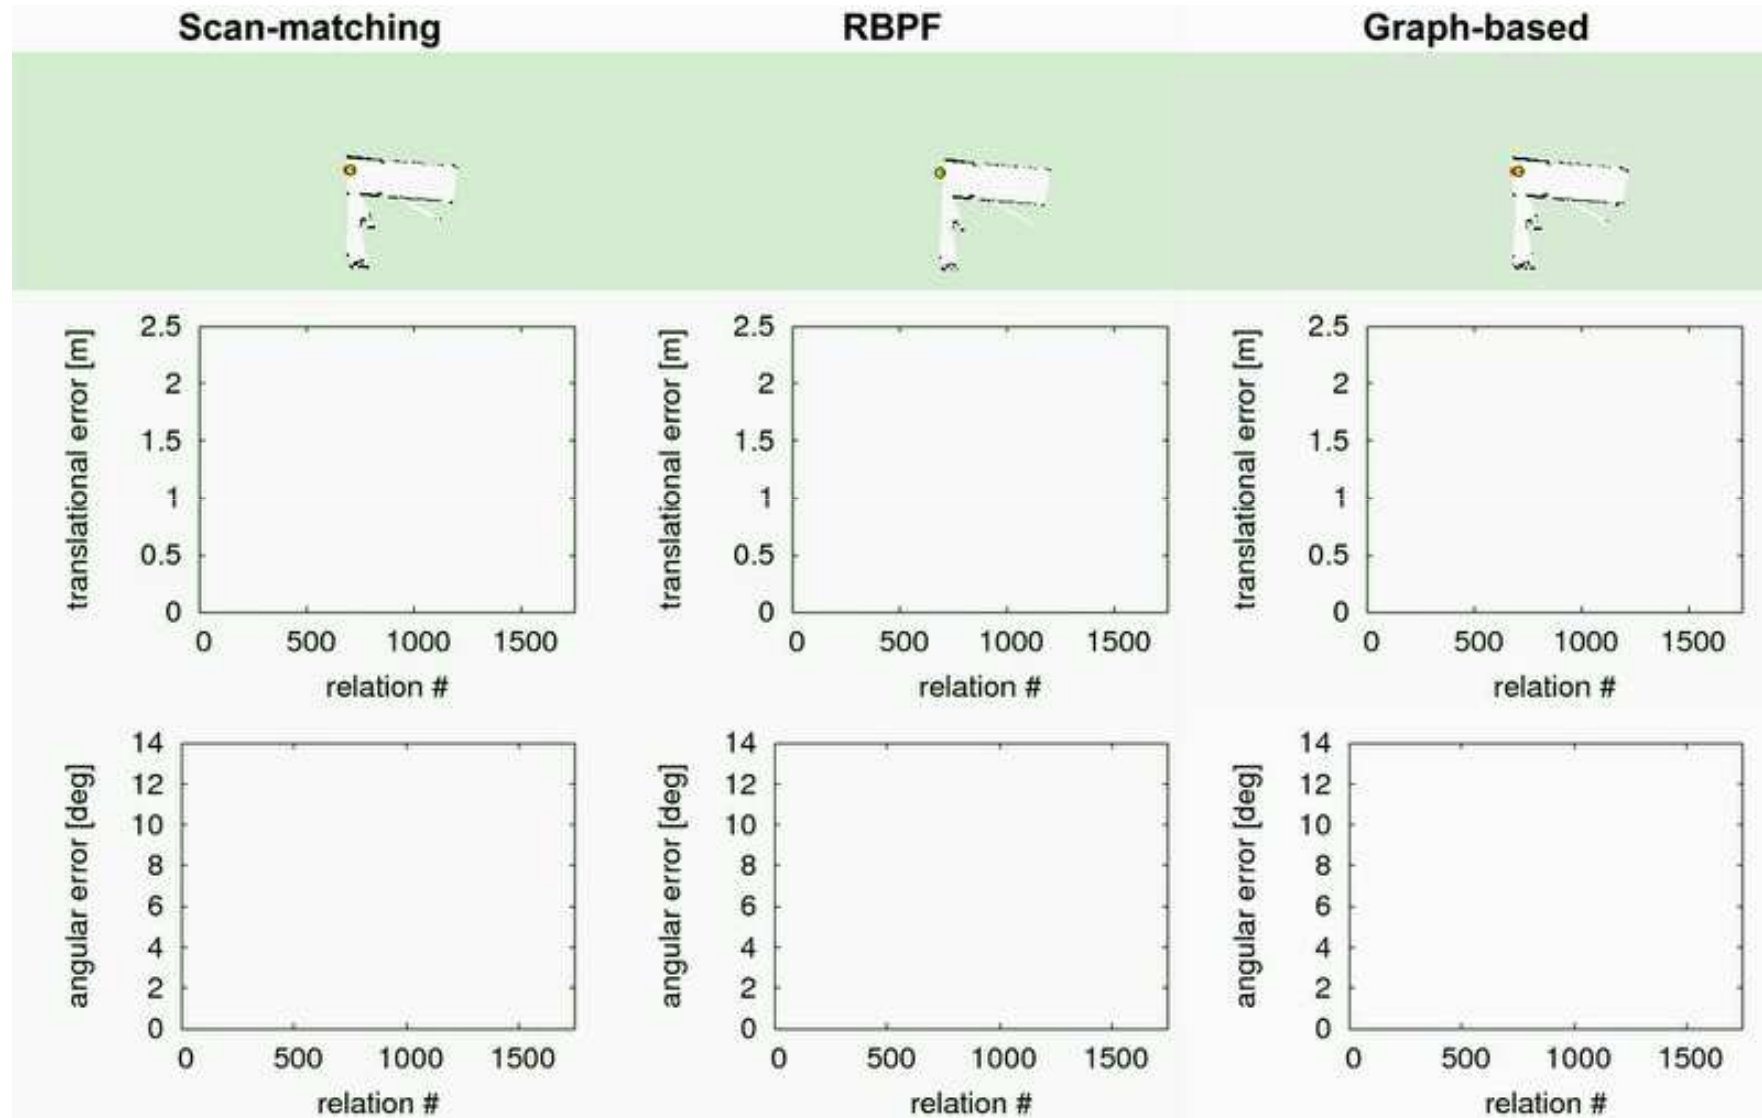 Scan-matching RBPF Graph-based
2.5 2.5 2.5
2 2 2
1.5 1.5 1.5
1 1 1
0.5 0.5 0.5
0 0 0
translational error [m] translational error [m] translational error [m]
0 500 1000 1500 0 500 1000 1500 0 500 1000 1500
relation # relation # relation #
14 14 14
12 12 12
10 10 10
8 8 8
6 6 6
4 4 4
2 2 2
0 0 0
angular error [deg] angular error [deg] angular error [deg]
0 500 1000 1500 0 500 1000 1500 0 500 1000 1500
relation # relation # relation #